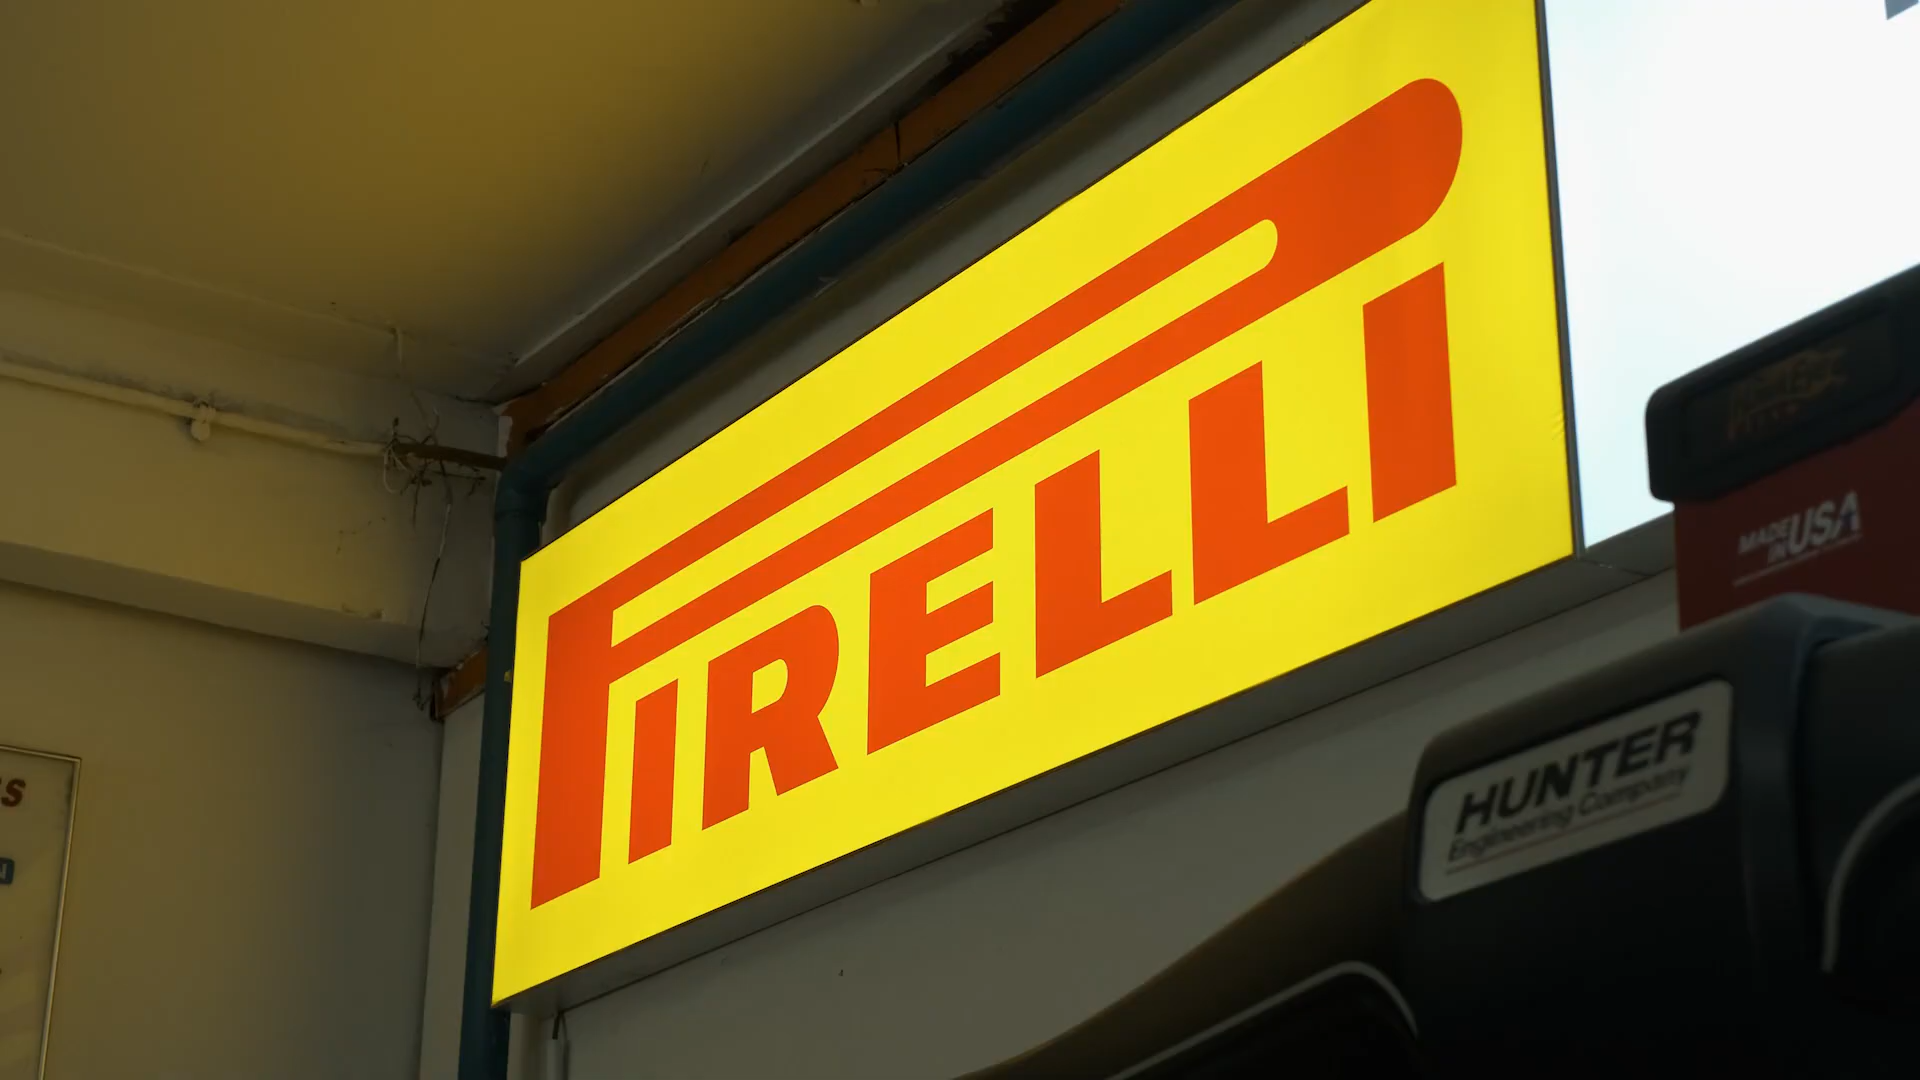 PIRELLI
MADE
IN USA
HUNTER
Engineering Company